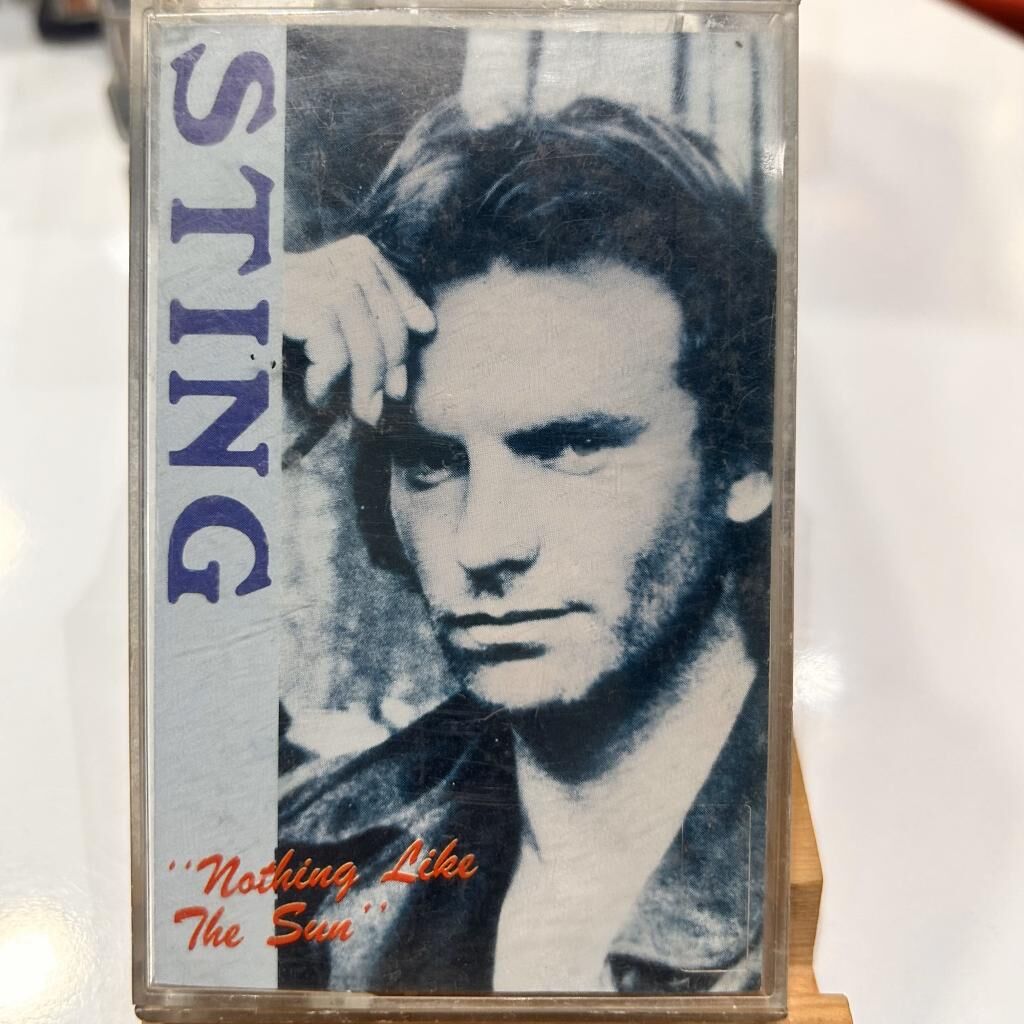 STING
"Nothing Like
The Sun"